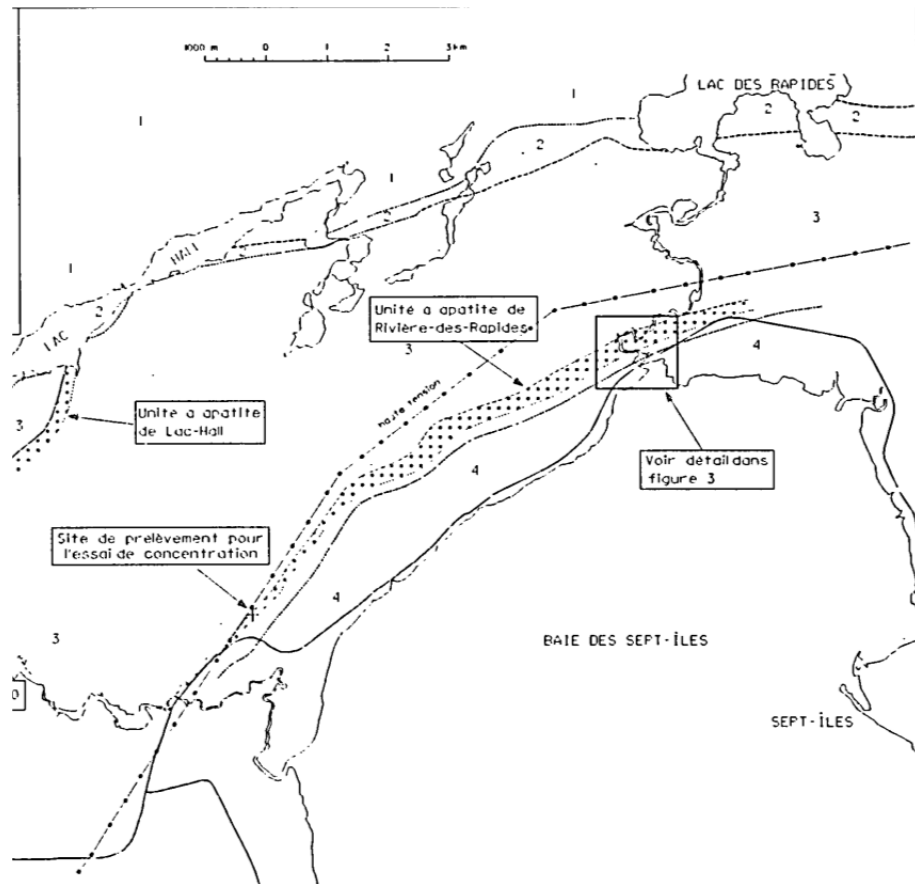 1000 m 0 1 2 3 km
LAC DES RAPIDES
1
2
2
1
2
1
3
2
HALL
1
2
LAC
Unité a apatite de
Rivière-des-Rapides
3
4
haute tension
Unité a apatite
de Lac-Hall
3
Voir détail dans
figure 3
4
Site de prelèvement pour
l'essai de concentration
4
3
BAIE DES SEPT-ÎLES
SEPT-ÎLES